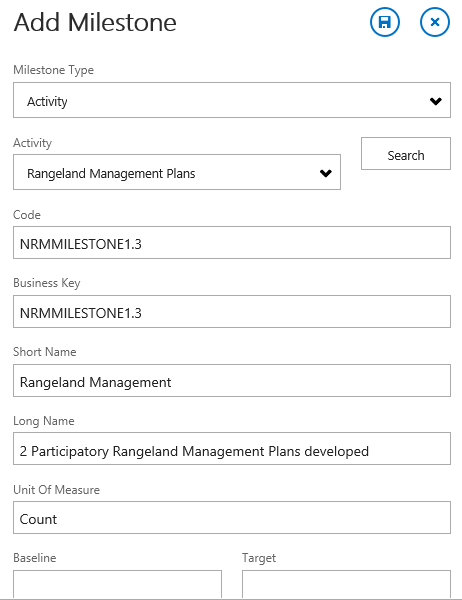 Add Milestone
Milestone Type
Activity
Activity
Rangeland Management Plans
Search
Code
NRMMILESTONE1.3
Business Key
NRMMILESTONE1.3
Short Name
Rangeland Management
Long Name
2 Participatory Rangeland Management Plans developed
Unit Of Measure
Count
Baseline
Target